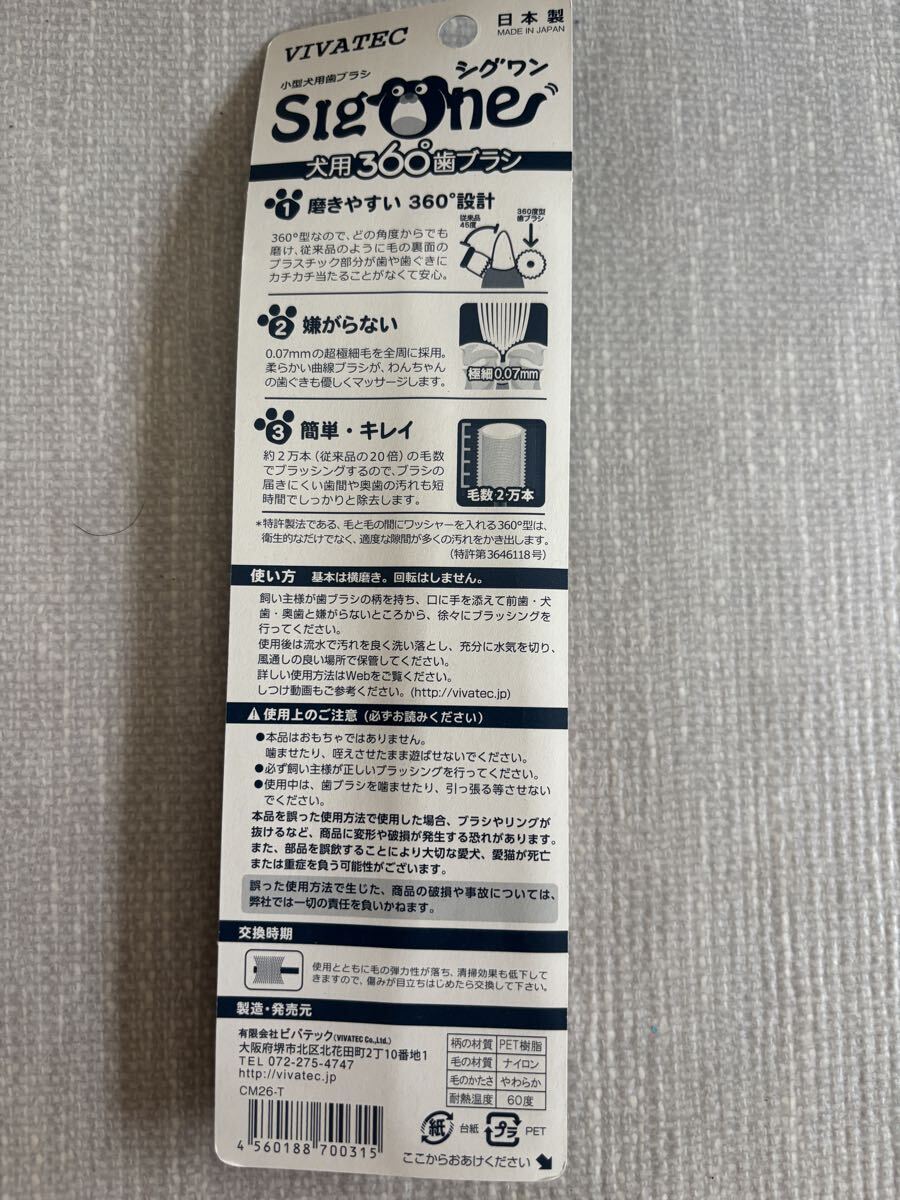 VIVATEC
日本製
MADE IN JAPAN
小型犬用歯ブラシ
シグワン
SigOne
犬用360°歯ブラシ
1 磨きやすい 360°設計
360°型なので、どの角度からでも
磨け、従来品のように毛の裏面の
プラスチック部分が歯や歯ぐきに
カチカチ当たることがなくて安心。
従来品
45度
360度型
歯ブラシ
2 嫌がらない
0.07mmの超極細毛を全周に採用。
柔らかい曲線ブラシが、わんちゃん
の歯ぐきも優しくマッサージします。
極細0.07mm
3 簡単・キレイ
約2万本（従来品の20倍）の毛数
でブラッシングするので、ブラシの
届きにくい歯間や奥歯の汚れも短
時間でしっかりと除去します。
毛数2万本
*特許製法である、毛と毛の間にワッシャーを入れる360°型は、
衛生的なだけでなく、適度な隙間が多くの汚れをかき出します。
（特許第3646118号）
使い方 基本は横磨き。回転はしません。
飼い主様が歯ブラシの柄を持ち、口に手を添えて前歯・犬
歯・奥歯と嫌がらないところから、徐々にブラッシングを
行ってください。
使用後は流水で汚れを良く洗い落とし、充分に水気を切り、
風通しの良い場所で保管してください。
詳しい使用方法はWebをご覧ください。
しつけ動画もご参考ください。(http://vivatec.jp)
⚠使用上のご注意（必ずお読みください）
●本品はおもちゃではありません。
噛ませたり、咥えさせたまま遊ばせないでください。
●必ず飼い主様が正しいブラッシングを行ってください。
●使用中は、歯ブラシを噛ませたり、引っ張る等させない
でください。
本品を誤った使用方法で使用した場合、ブラシやリングが
抜けるなど、商品に変形や破損が発生する恐れがあります。
また、部品を誤飲することにより大切な愛犬、愛猫が死亡
または重症を負う可能性がございます。
誤った使用方法で生じた、商品の破損や事故については、
弊社では一切の責任を負いかねます。
交換時期
使用とともに毛の弾力性が落ち、清掃効果も低下して
きますので、傷みが目立ちはじめたら交換して下さい。
製造・発売元
有限会社ビバテック(VIVATEC Co.,Ltd.)
大阪府堺市北区北花田町2丁10番地1
TEL 072-275-4747
http://vivatec.jp
CM26-T
柄の材質 PET樹脂
毛の材質 ナイロン
毛のかたさ やわらか
耐熱温度 60度
4 560188 700315
紙 台紙 プラ PET
ここからおあけください